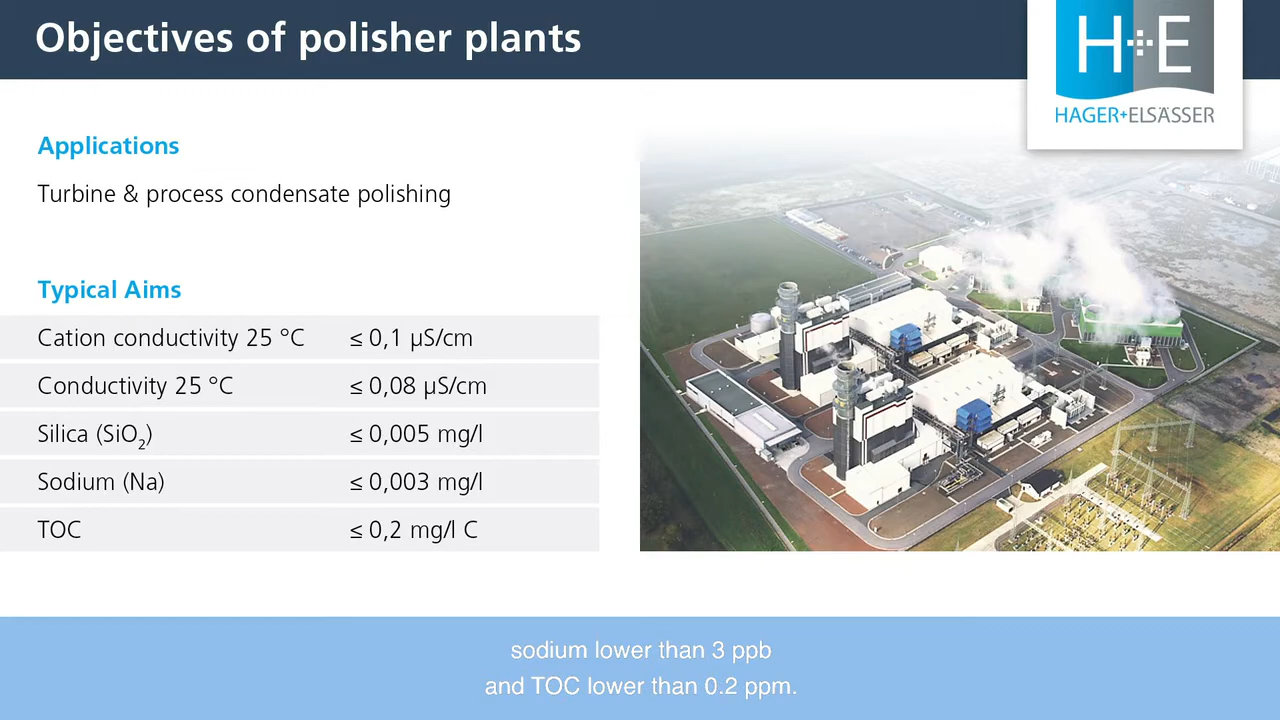 Objectives of polisher plants
H+E
HAGER+ELSÄSSER
Applications
Turbine & process condensate polishing
Typical Aims
Cation conductivity 25 °C ≤ 0,1 µS/cm
Conductivity 25 °C ≤ 0,08 µS/cm
Silica (SiO₂) ≤ 0,005 mg/l
Sodium (Na) ≤ 0,003 mg/l
TOC ≤ 0,2 mg/l C
sodium lower than 3 ppb
and TOC lower than 0.2 ppm.